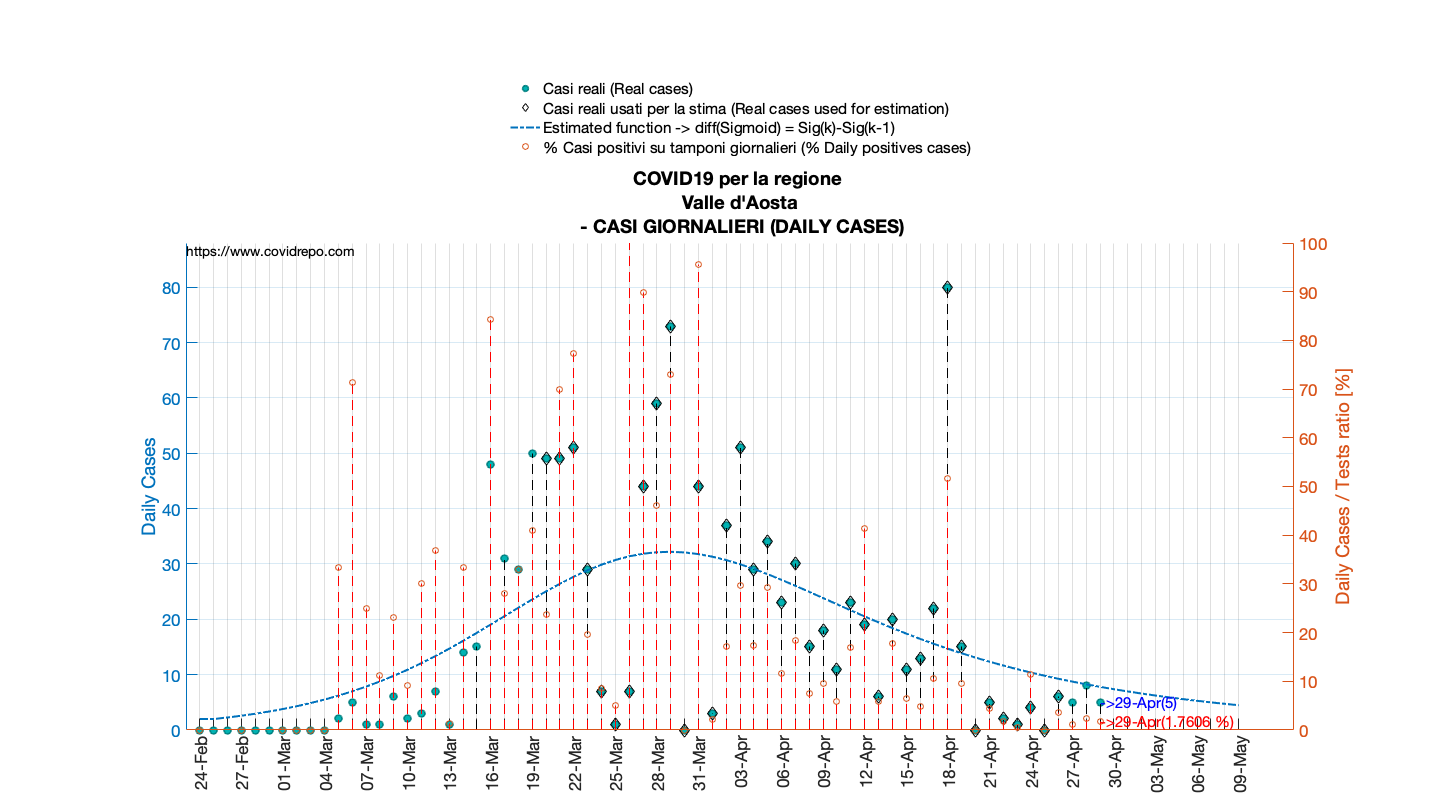 Casi reali (Real cases)
Casi reali usati per la stima (Real cases used for estimation)
Estimated function -> diff(Sigmoid) = Sig(k)-Sig(k-1)
% Casi positivi su tamponi giornalieri (% Daily positives cases)
COVID19 per la regione
Valle d'Aosta
- CASI GIORNALIERI (DAILY CASES)
https://www.covidrepo.com
Daily Cases
80
70
60
50
40
30
20
10
0
100
90
80
70
60
50
40
30
20
10
0
Daily Cases / Tests ratio [%]
->29-Apr(5)
->29-Apr(1.7606 %)
24-Feb
27-Feb
01-Mar
04-Mar
07-Mar
10-Mar
13-Mar
16-Mar
19-Mar
22-Mar
25-Mar
28-Mar
31-Mar
03-Apr
06-Apr
09-Apr
12-Apr
15-Apr
18-Apr
21-Apr
24-Apr
27-Apr
30-Apr
03-May
06-May
09-May